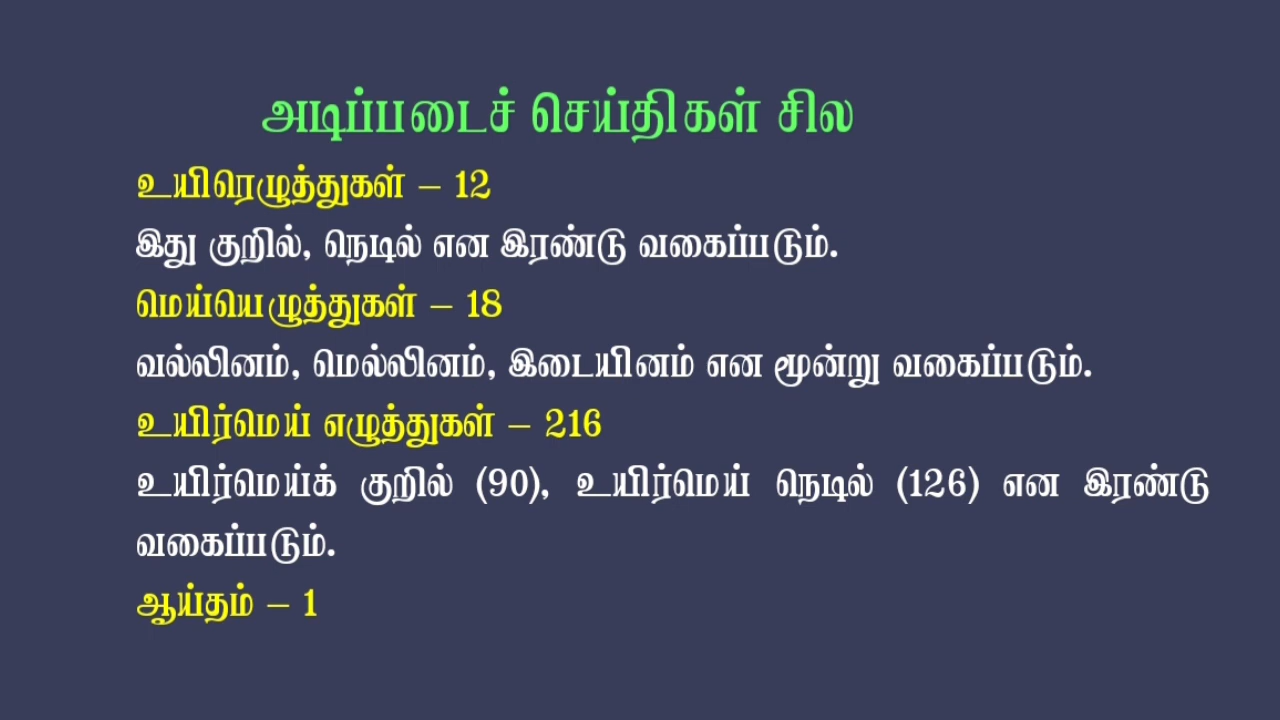 அடிப்படைச் செய்திகள் சில
உயிரெழுத்துகள் – 12
இது குறில், நெடில் என இரண்டு வகைப்படும்.
மெய்யெழுத்துகள் – 18
வல்லினம், மெல்லினம், இடையினம் என மூன்று வகைப்படும்.
உயிர்மெய் எழுத்துகள் – 216
உயிர்மெய்க் குறில் (90), உயிர்மெய் நெடில் (126) என இரண்டு
வகைப்படும்.
ஆய்தம் – 1